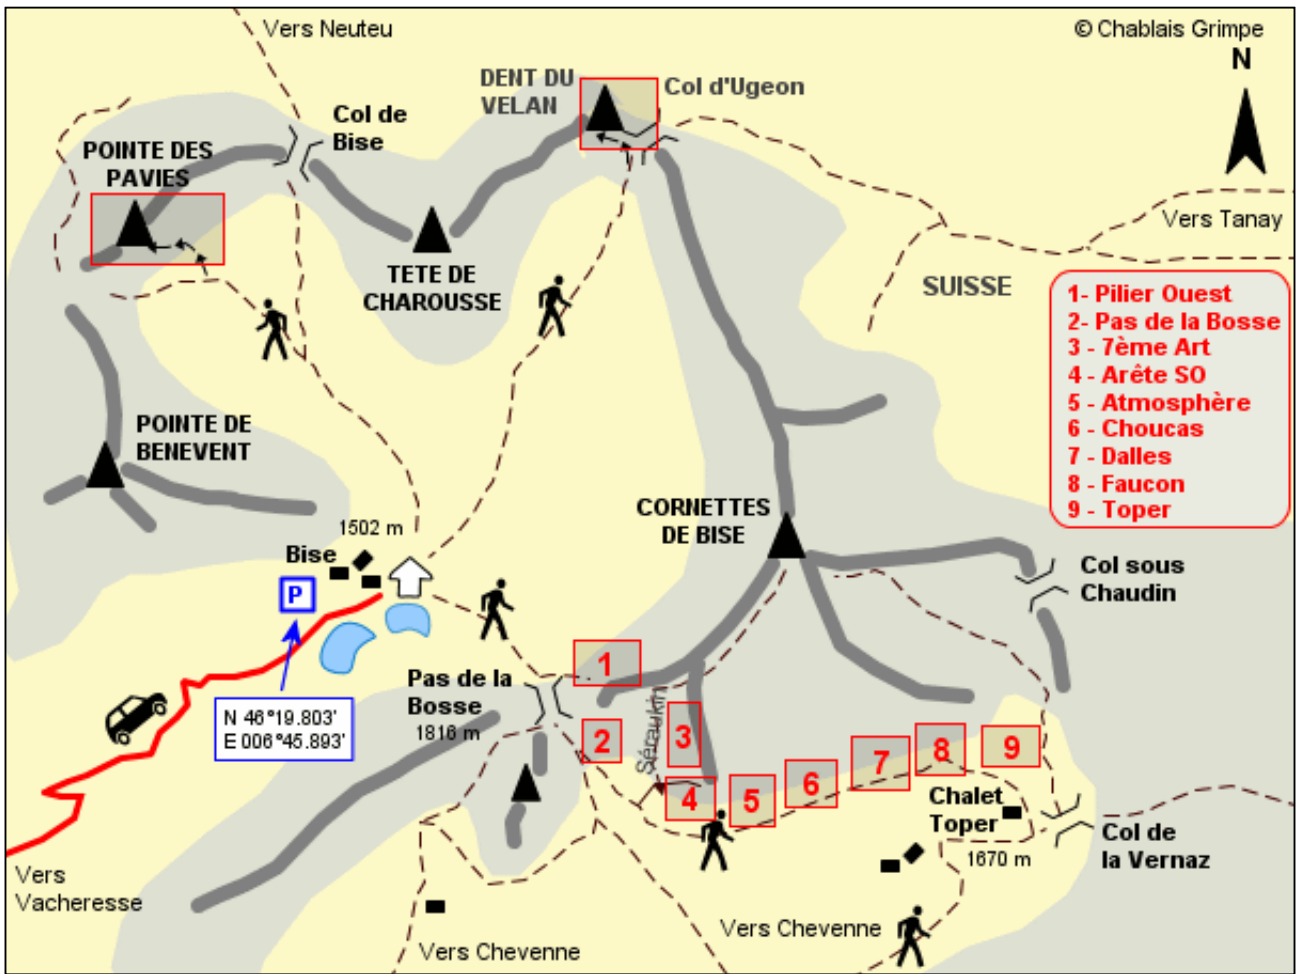 Vers Neuteu
© Chablais Grimpe
N
DENT DU
VELAN
Col d'Ugeon
Col de
Bise
POINTE DES
PAVIES
Vers Tanay
TETE DE
CHAROUSSE
SUISSE
1- Pilier Ouest
2- Pas de la Bosse
3 - 7ème Art
4 - Arête SO
5 - Atmosphère
6 - Choucas
7 - Dalles
8 - Faucon
9 - Toper
POINTE DE
BENEVENT
CORNETTES
DE BISE
1502 m
Bise
P
Col sous
Chaudin
N 46°19.803'
E 006°45.893'
Pas de la
Bosse
1816 m
1
2
Séraukin
3
4
5
6
7
8
9
Chalet
Toper
1670 m
Col de
la Vernaz
Vers
Vacheresse
Vers Chevenne
Vers Chevenne